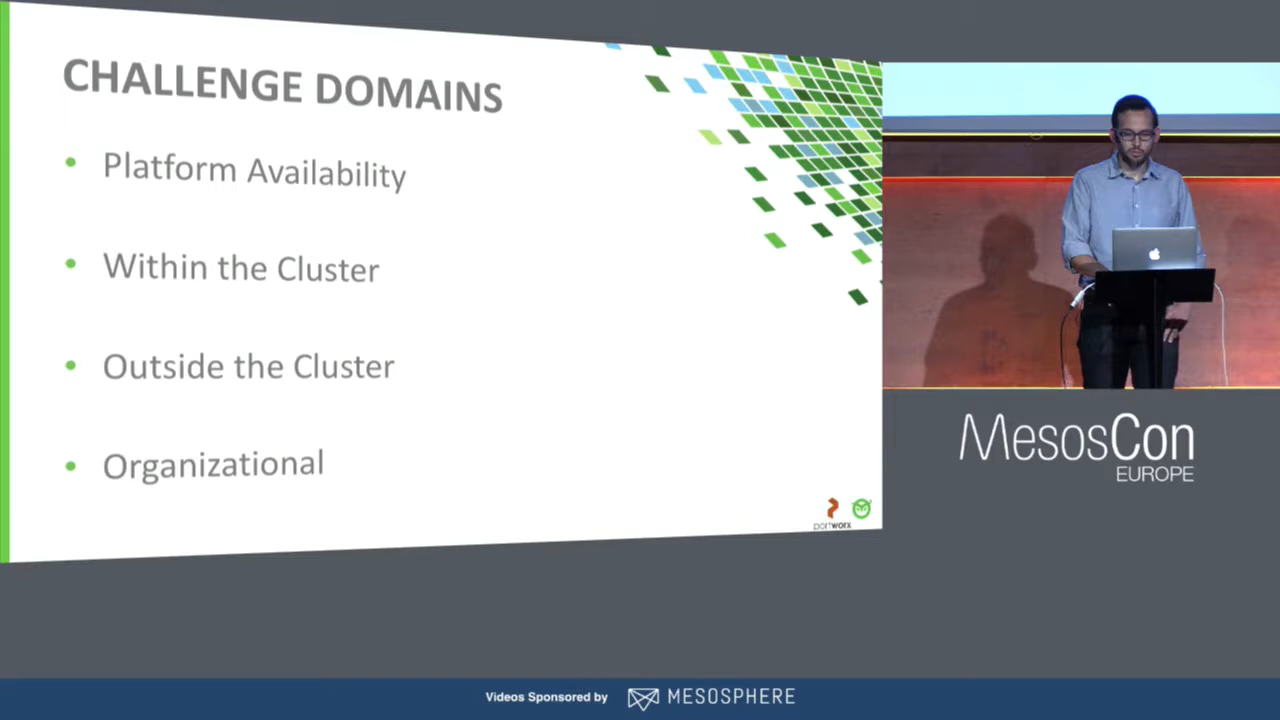 CHALLENGE DOMAINS
• Platform Availability
• Within the Cluster
• Outside the Cluster
• Organizational
portworx
MesosCon
EUROPE
Videos Sponsored by MESOSPHERE